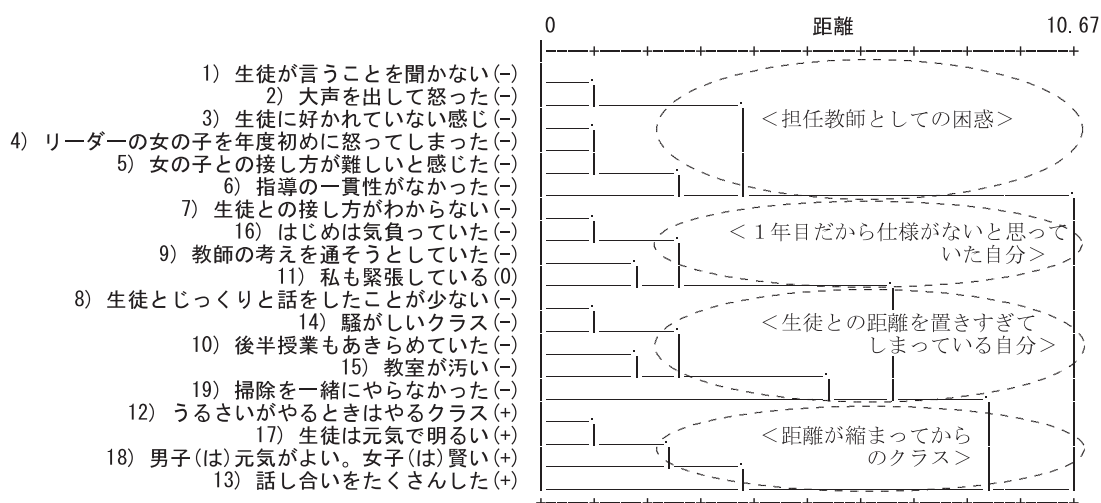 0 距離 10.67
1) 生徒が言うことを聞かない(-)
2) 大声を出して怒った(-)
3) 生徒に好かれていない感じ(-)
4) リーダーの女の子を年度初めに怒ってしまった(-)
5) 女の子との接し方が難しいと感じた(-)
6) 指導の一貫性がなかった(-)
7) 生徒との接し方がわからない(-)
16) はじめは気負っていた(-)
9) 教師の考えを通そうとしていた(-)
11) 私も緊張している(0)
8) 生徒とじっくりと話をしたことが少ない(-)
14) 騒がしいクラス(-)
10) 後半授業もあきらめていた(-)
15) 教室が汚い(-)
19) 掃除を一緒にやらなかった(-)
12) うるさいがやるときはやるクラス(+)
17) 生徒は元気で明るい(+)
18) 男子(は)元気がよい。女子(は)賢い(+)
13) 話し合いをたくさんした(+)
＜担任教師としての困惑＞
＜１年目だから仕様がないと思って
いた自分＞
＜生徒との距離を置きすぎて
しまっている自分＞
＜距離が縮まってから
のクラス＞